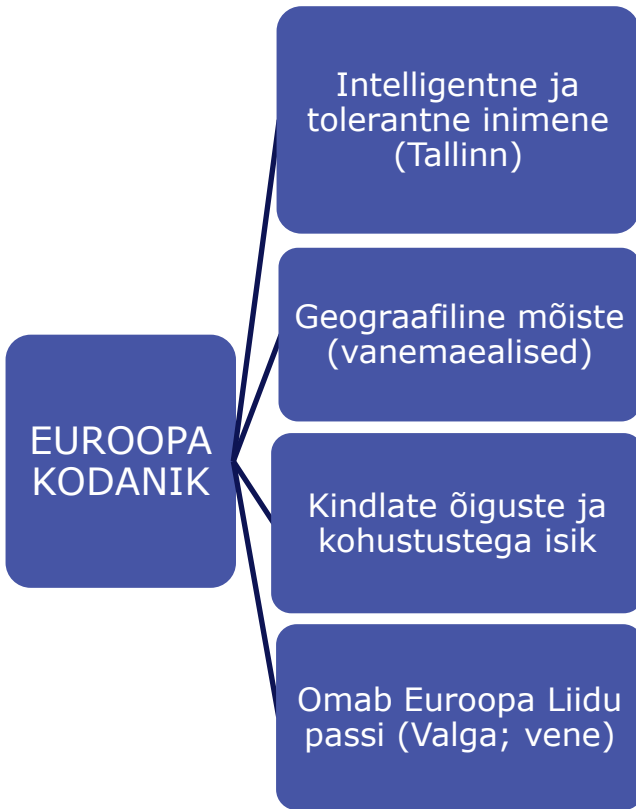 Intelligentne ja
tolerantne inimene
(Tallinn)
Geograafiline mõiste
(vanemaealised)
EUROOPA
KODANIK
Kindlate õiguste ja
kohustustega isik
Omab Euroopa Liidu
passi (Valga; vene)